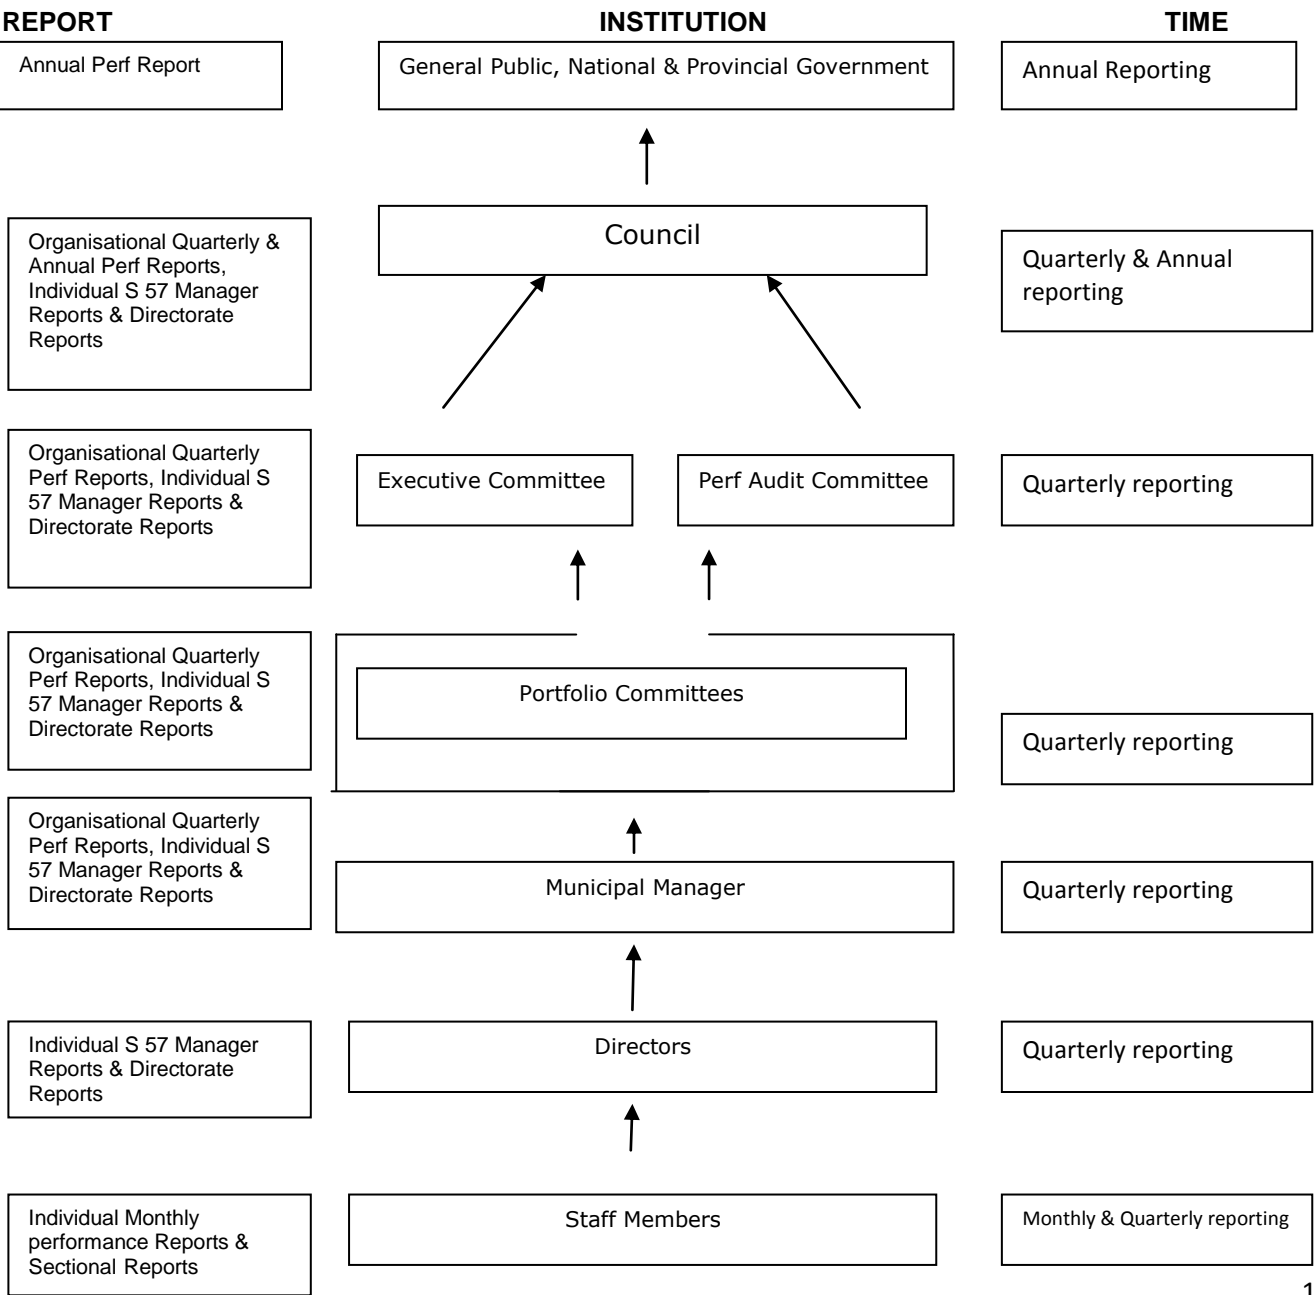 REPORT INSTITUTION TIME
Annual Perf Report
General Public, National & Provincial Government
Annual Reporting
Organisational Quarterly &
Annual Perf Reports,
Individual S 57 Manager
Reports & Directorate
Reports
Council
Quarterly & Annual
reporting
Organisational Quarterly
Perf Reports, Individual S
57 Manager Reports &
Directorate Reports
Executive Committee
Perf Audit Committee
Quarterly reporting
Organisational Quarterly
Perf Reports, Individual S
57 Manager Reports &
Directorate Reports
Portfolio Committees
Quarterly reporting
Organisational Quarterly
Perf Reports, Individual S
57 Manager Reports &
Directorate Reports
Municipal Manager
Quarterly reporting
Individual S 57 Manager
Reports & Directorate
Reports
Directors
Quarterly reporting
Individual Monthly
performance Reports &
Sectional Reports
Staff Members
Monthly & Quarterly reporting
1